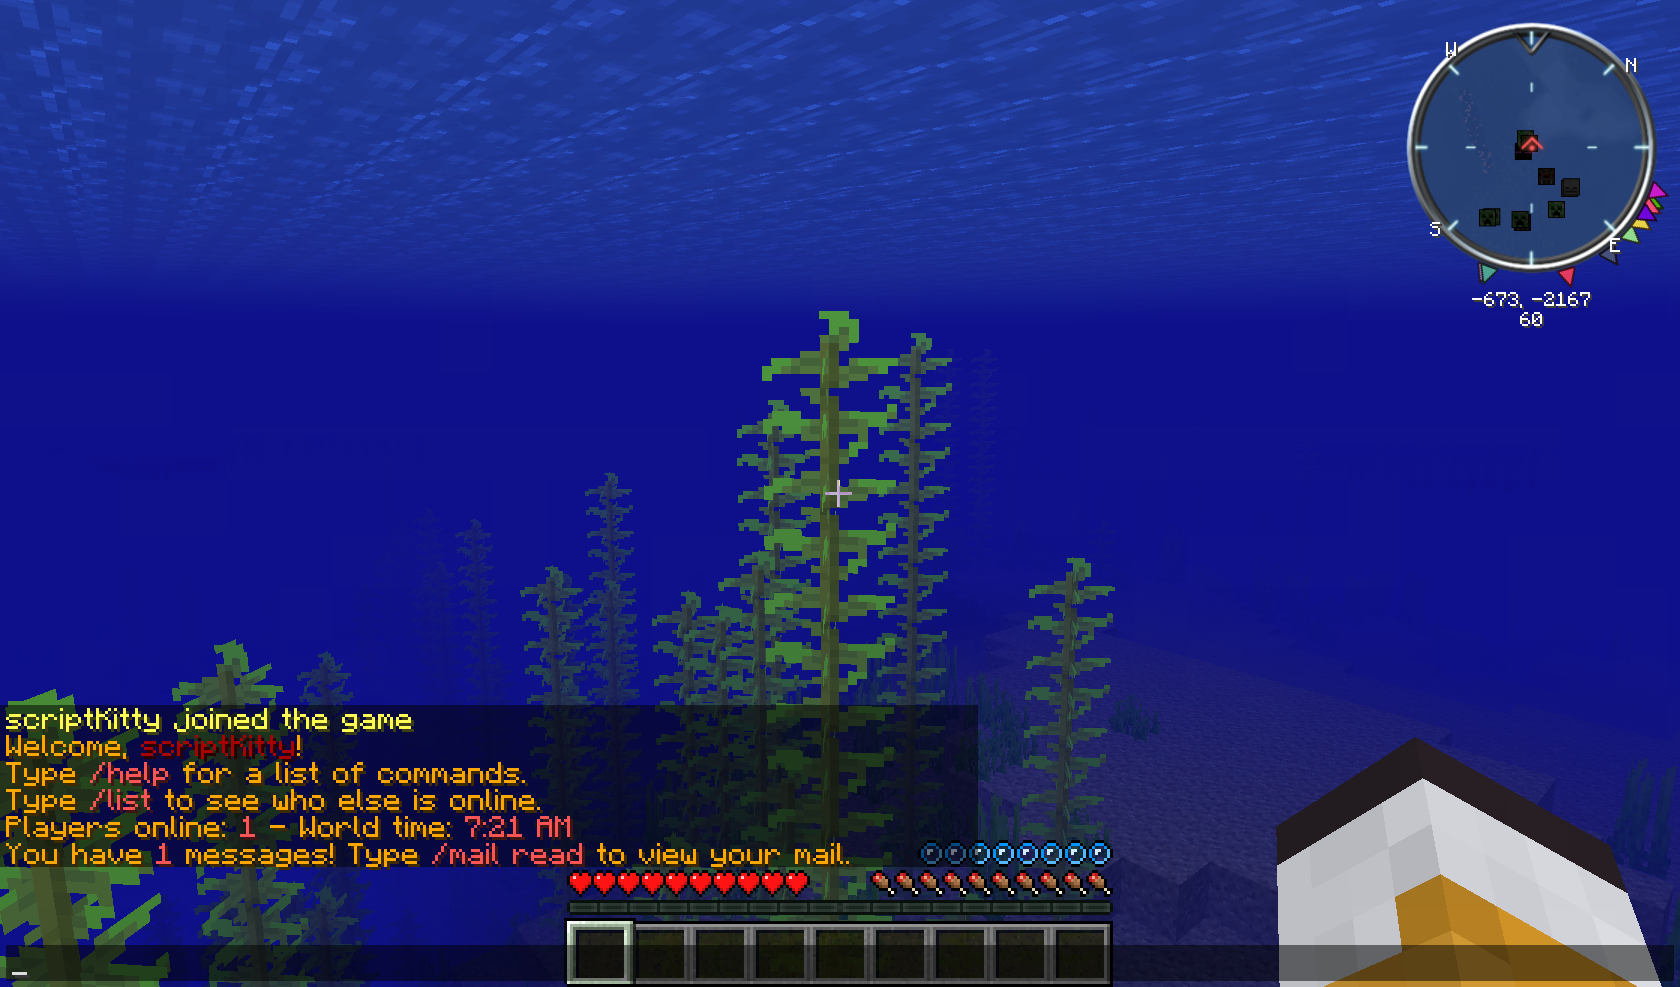 W
N
S
E
-673, -2167
60
scriptKitty joined the game
Welcome, scriptKitty!
Type /help for a list of commands.
Type /list to see who else is online.
Players online: 1 - World time: 7:21 AM
You have 1 messages! Type /mail read to view your mail.
_